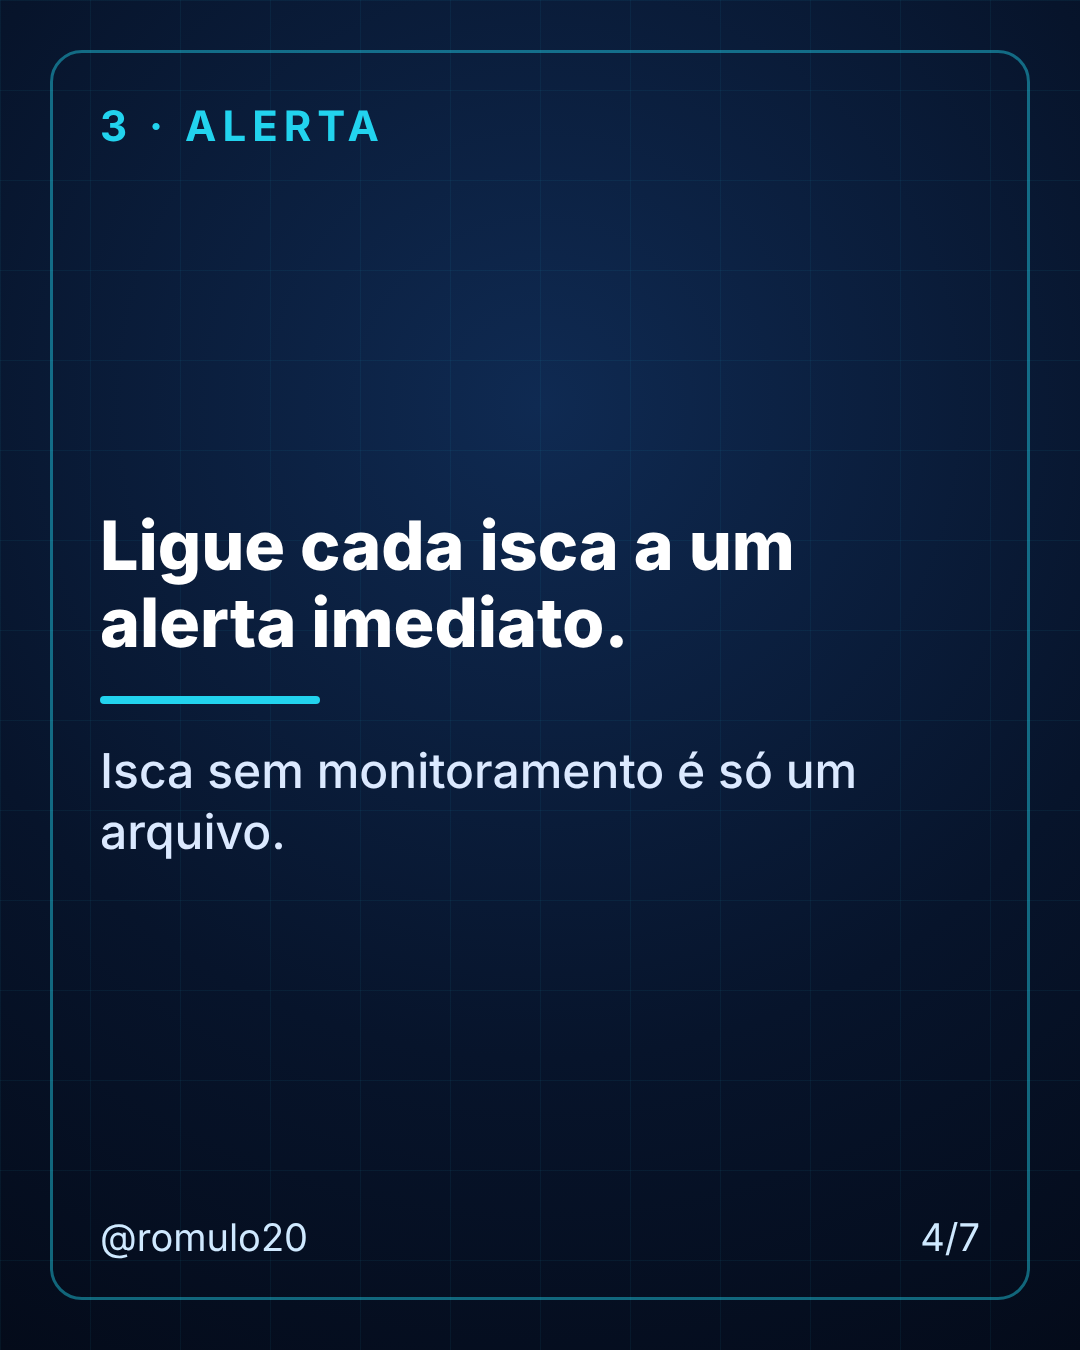 3 · ALERTA
Ligue cada isca a um
alerta imediato.
Isca sem monitoramento é só um
arquivo.
@romulo20
4/7